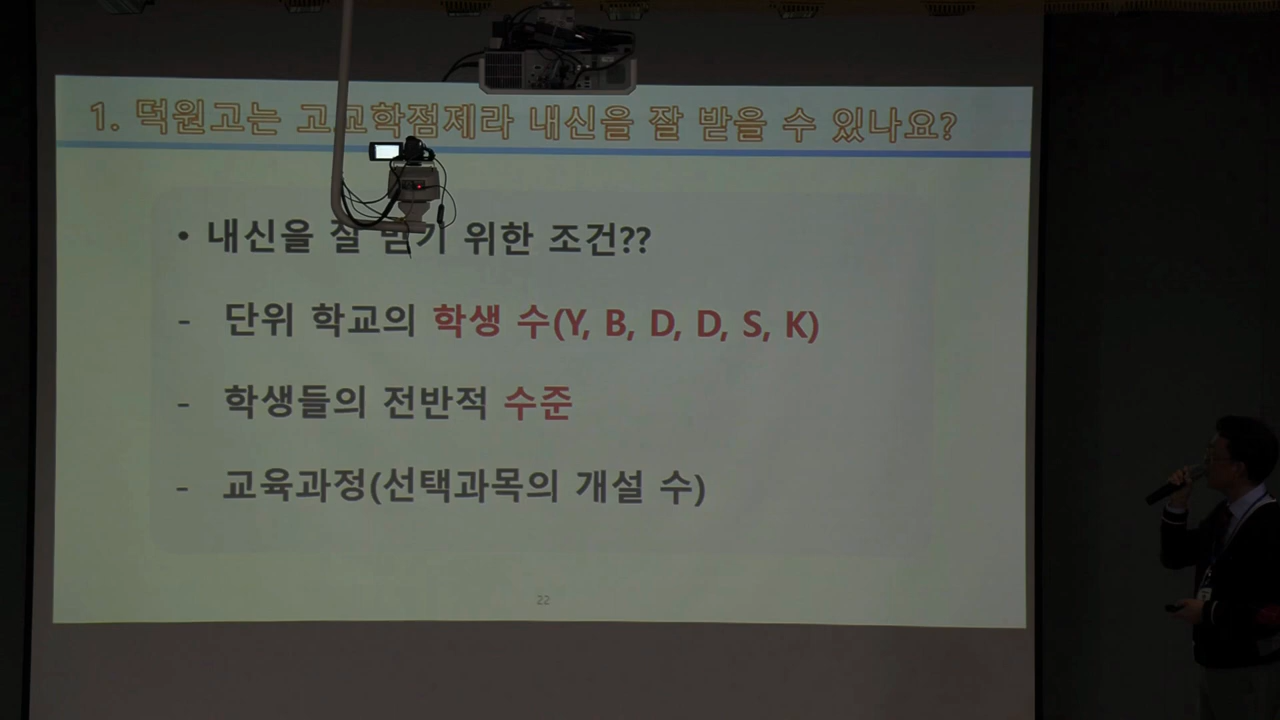 1. 덕원고는 고교학점제라 내신을 잘 받을 수 있나요?
• 내신을 잘 받기 위한 조건??
- 단위 학교의 학생 수(Y, B, D, D, S, K)
- 학생들의 전반적 수준
- 교육과정(선택과목의 개설 수)
22